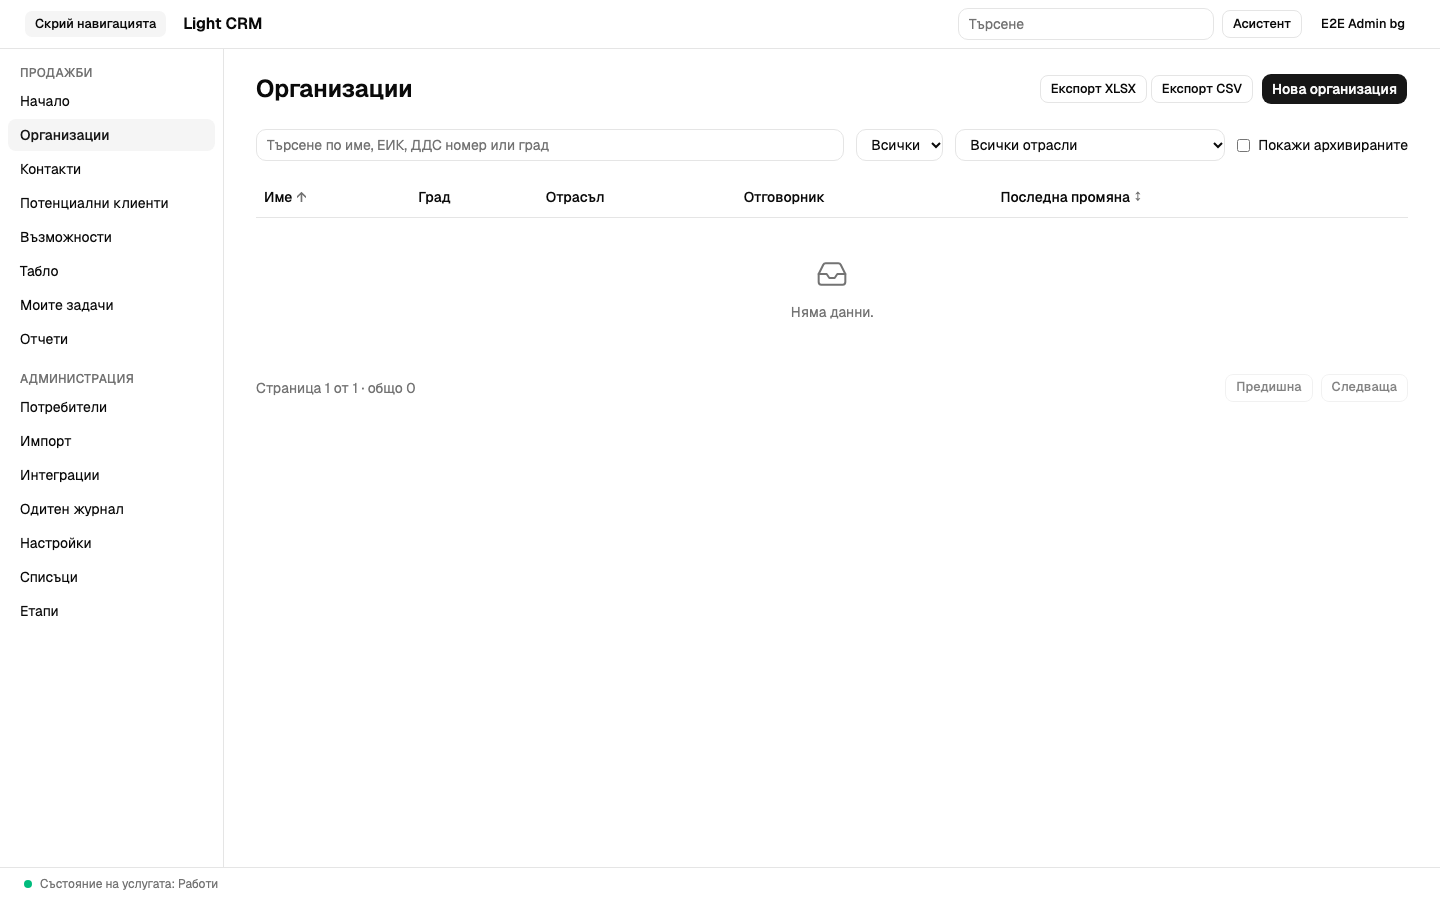 Скрий навигацията Light CRM Търсене Асистент E2E Admin bg
ПРОДАЖБИ
Начало
Организации
Контакти
Потенциални клиенти
Възможности
Табло
Моите задачи
Отчети
АДМИНИСТРАЦИЯ
Потребители
Импорт
Интеграции
Одитен журнал
Настройки
Списъци
Етапи
Организации Експорт XLSX Експорт CSV Нова организация
Търсене по име, ЕИК, ДДС номер или град Всички Всички отрасли Покажи архивираните
Име ↑ Град Отрасъл Отговорник Последна промяна ↕
Няма данни.
Страница 1 от 1 · общо 0 Предишна Следваща
Състояние на услугата: Работи